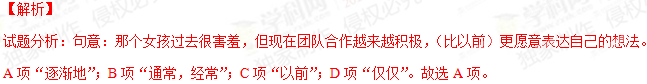 【解析】
试题分析：句意：那个女孩过去很害羞，但现在团队合作越来越积极，（比以前）更愿意表达自己的想法。
A 项“逐渐地”；B 项“通常，经常”；C 项“以前”；D 项“仅仅”。故选 A 项。